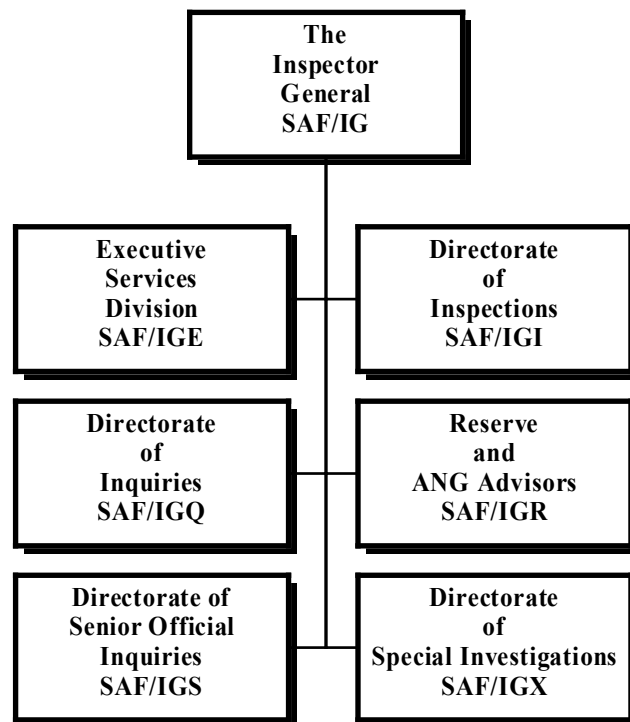 The
Inspector
General
SAF/IG
Executive
Services
Division
SAF/IGE
Directorate
of
Inspections
SAF/IGI
Directorate
of
Inquiries
SAF/IGQ
Reserve
and
ANG Advisors
SAF/IGR
Directorate of
Senior Official
Inquiries
SAF/IGS
Directorate
of
Special Investigations
SAF/IGX